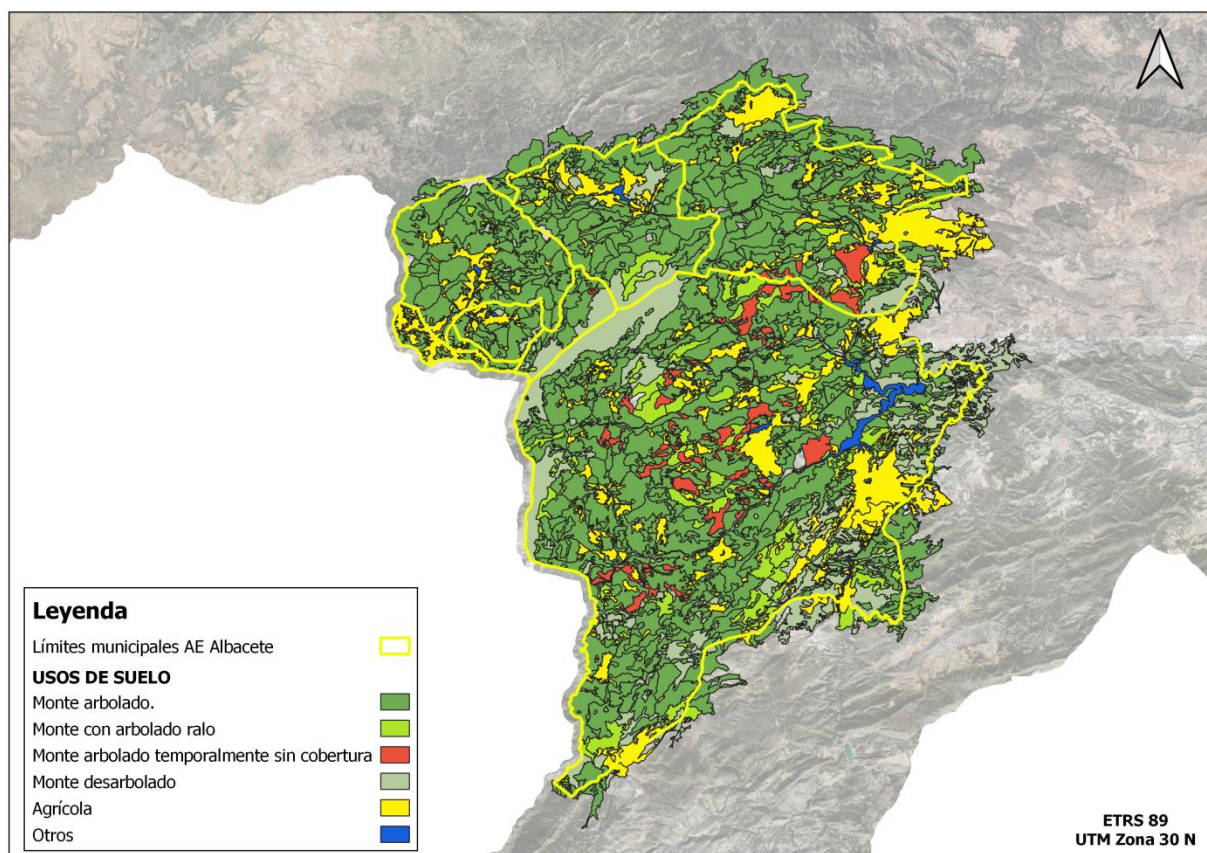 Leyenda
Límites municipales AE Albacete
USOS DE SUELO
Monte arbolado.
Monte con arbolado ralo
Monte arbolado temporalmente sin cobertura
Monte desarbolado
Agrícola
Otros
ETRS 89
UTM Zona 30 N